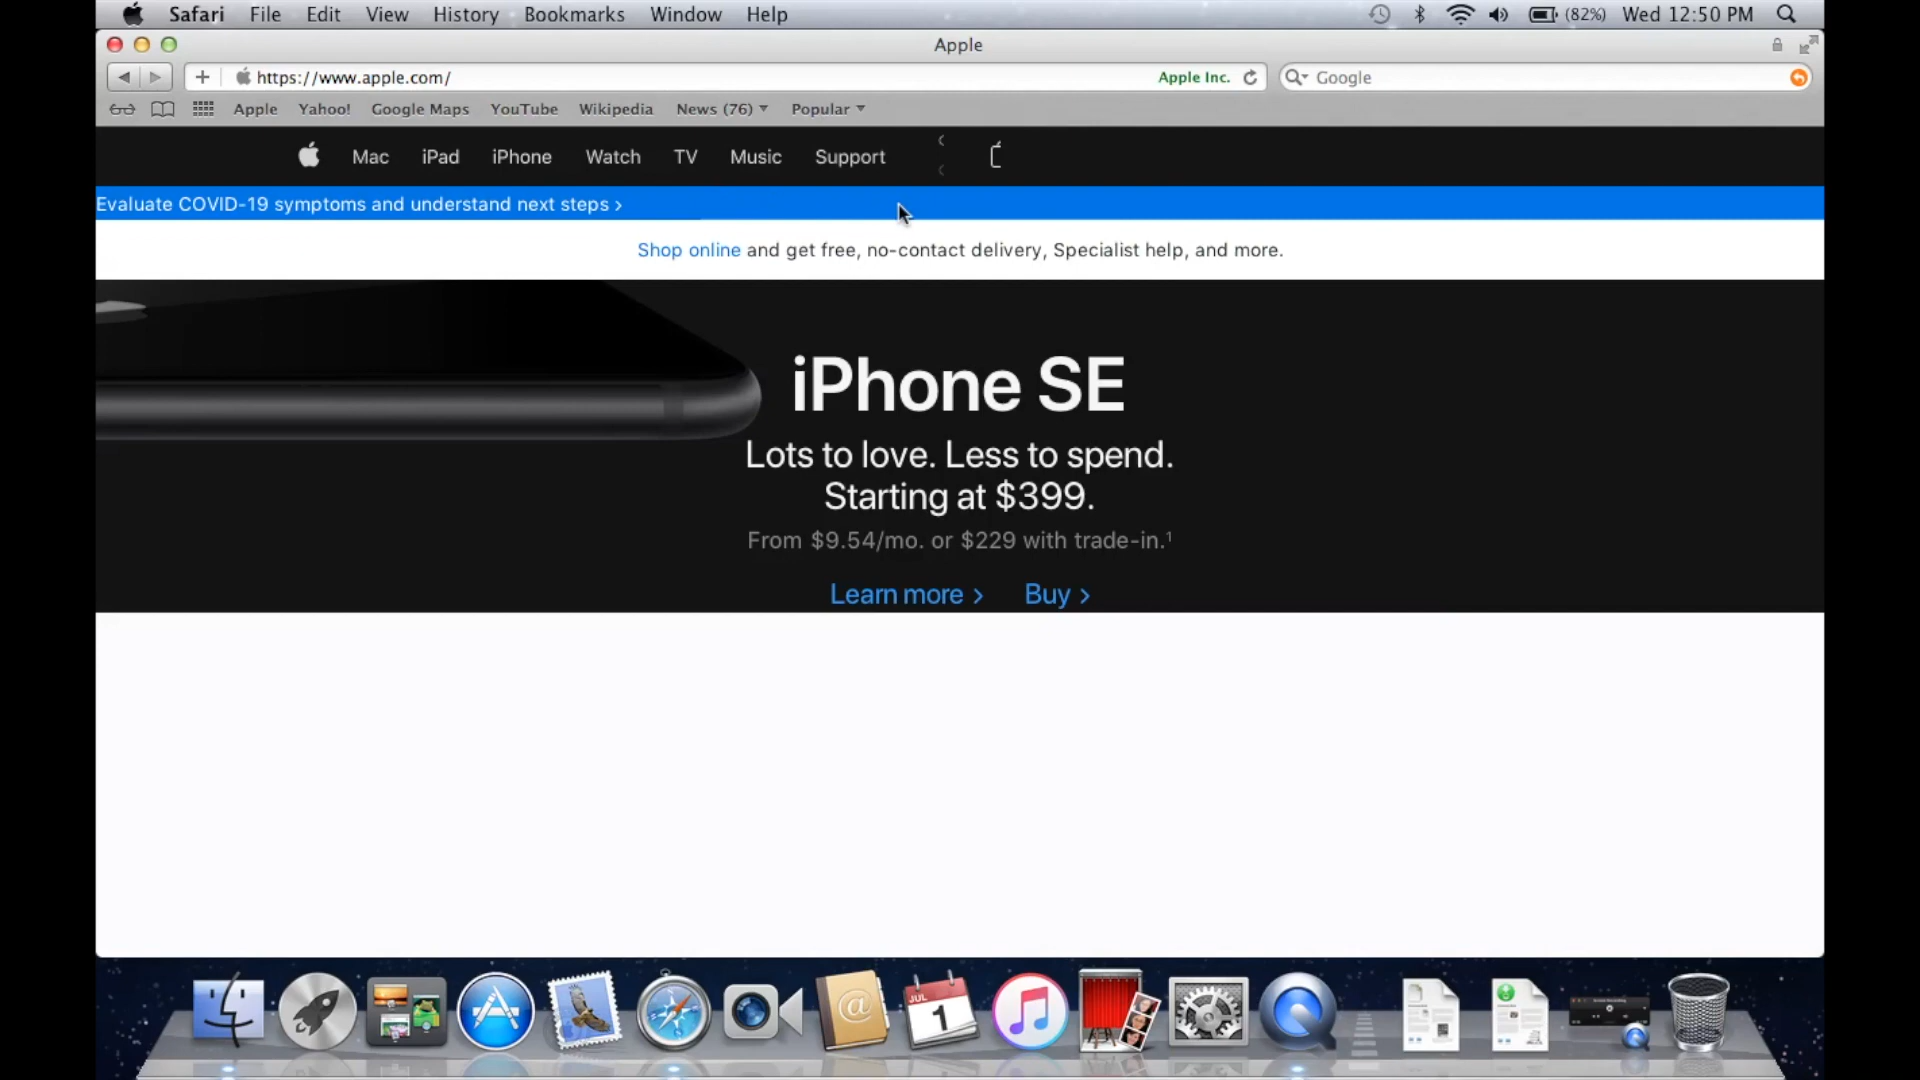 Safari File Edit View History Bookmarks Window Help (82%) Wed 12:50 PM
Apple
https://www.apple.com/ Apple Inc. Google
Apple Yahoo! Google Maps YouTube Wikipedia News (76) Popular
Mac iPad iPhone Watch TV Music Support
Evaluate COVID-19 symptoms and understand next steps >
Shop online and get free, no-contact delivery, Specialist help, and more.
iPhone SE
Lots to love. Less to spend.
Starting at $399.
From $9.54/mo. or $229 with trade-in.¹
Learn more > Buy >
JUL
1